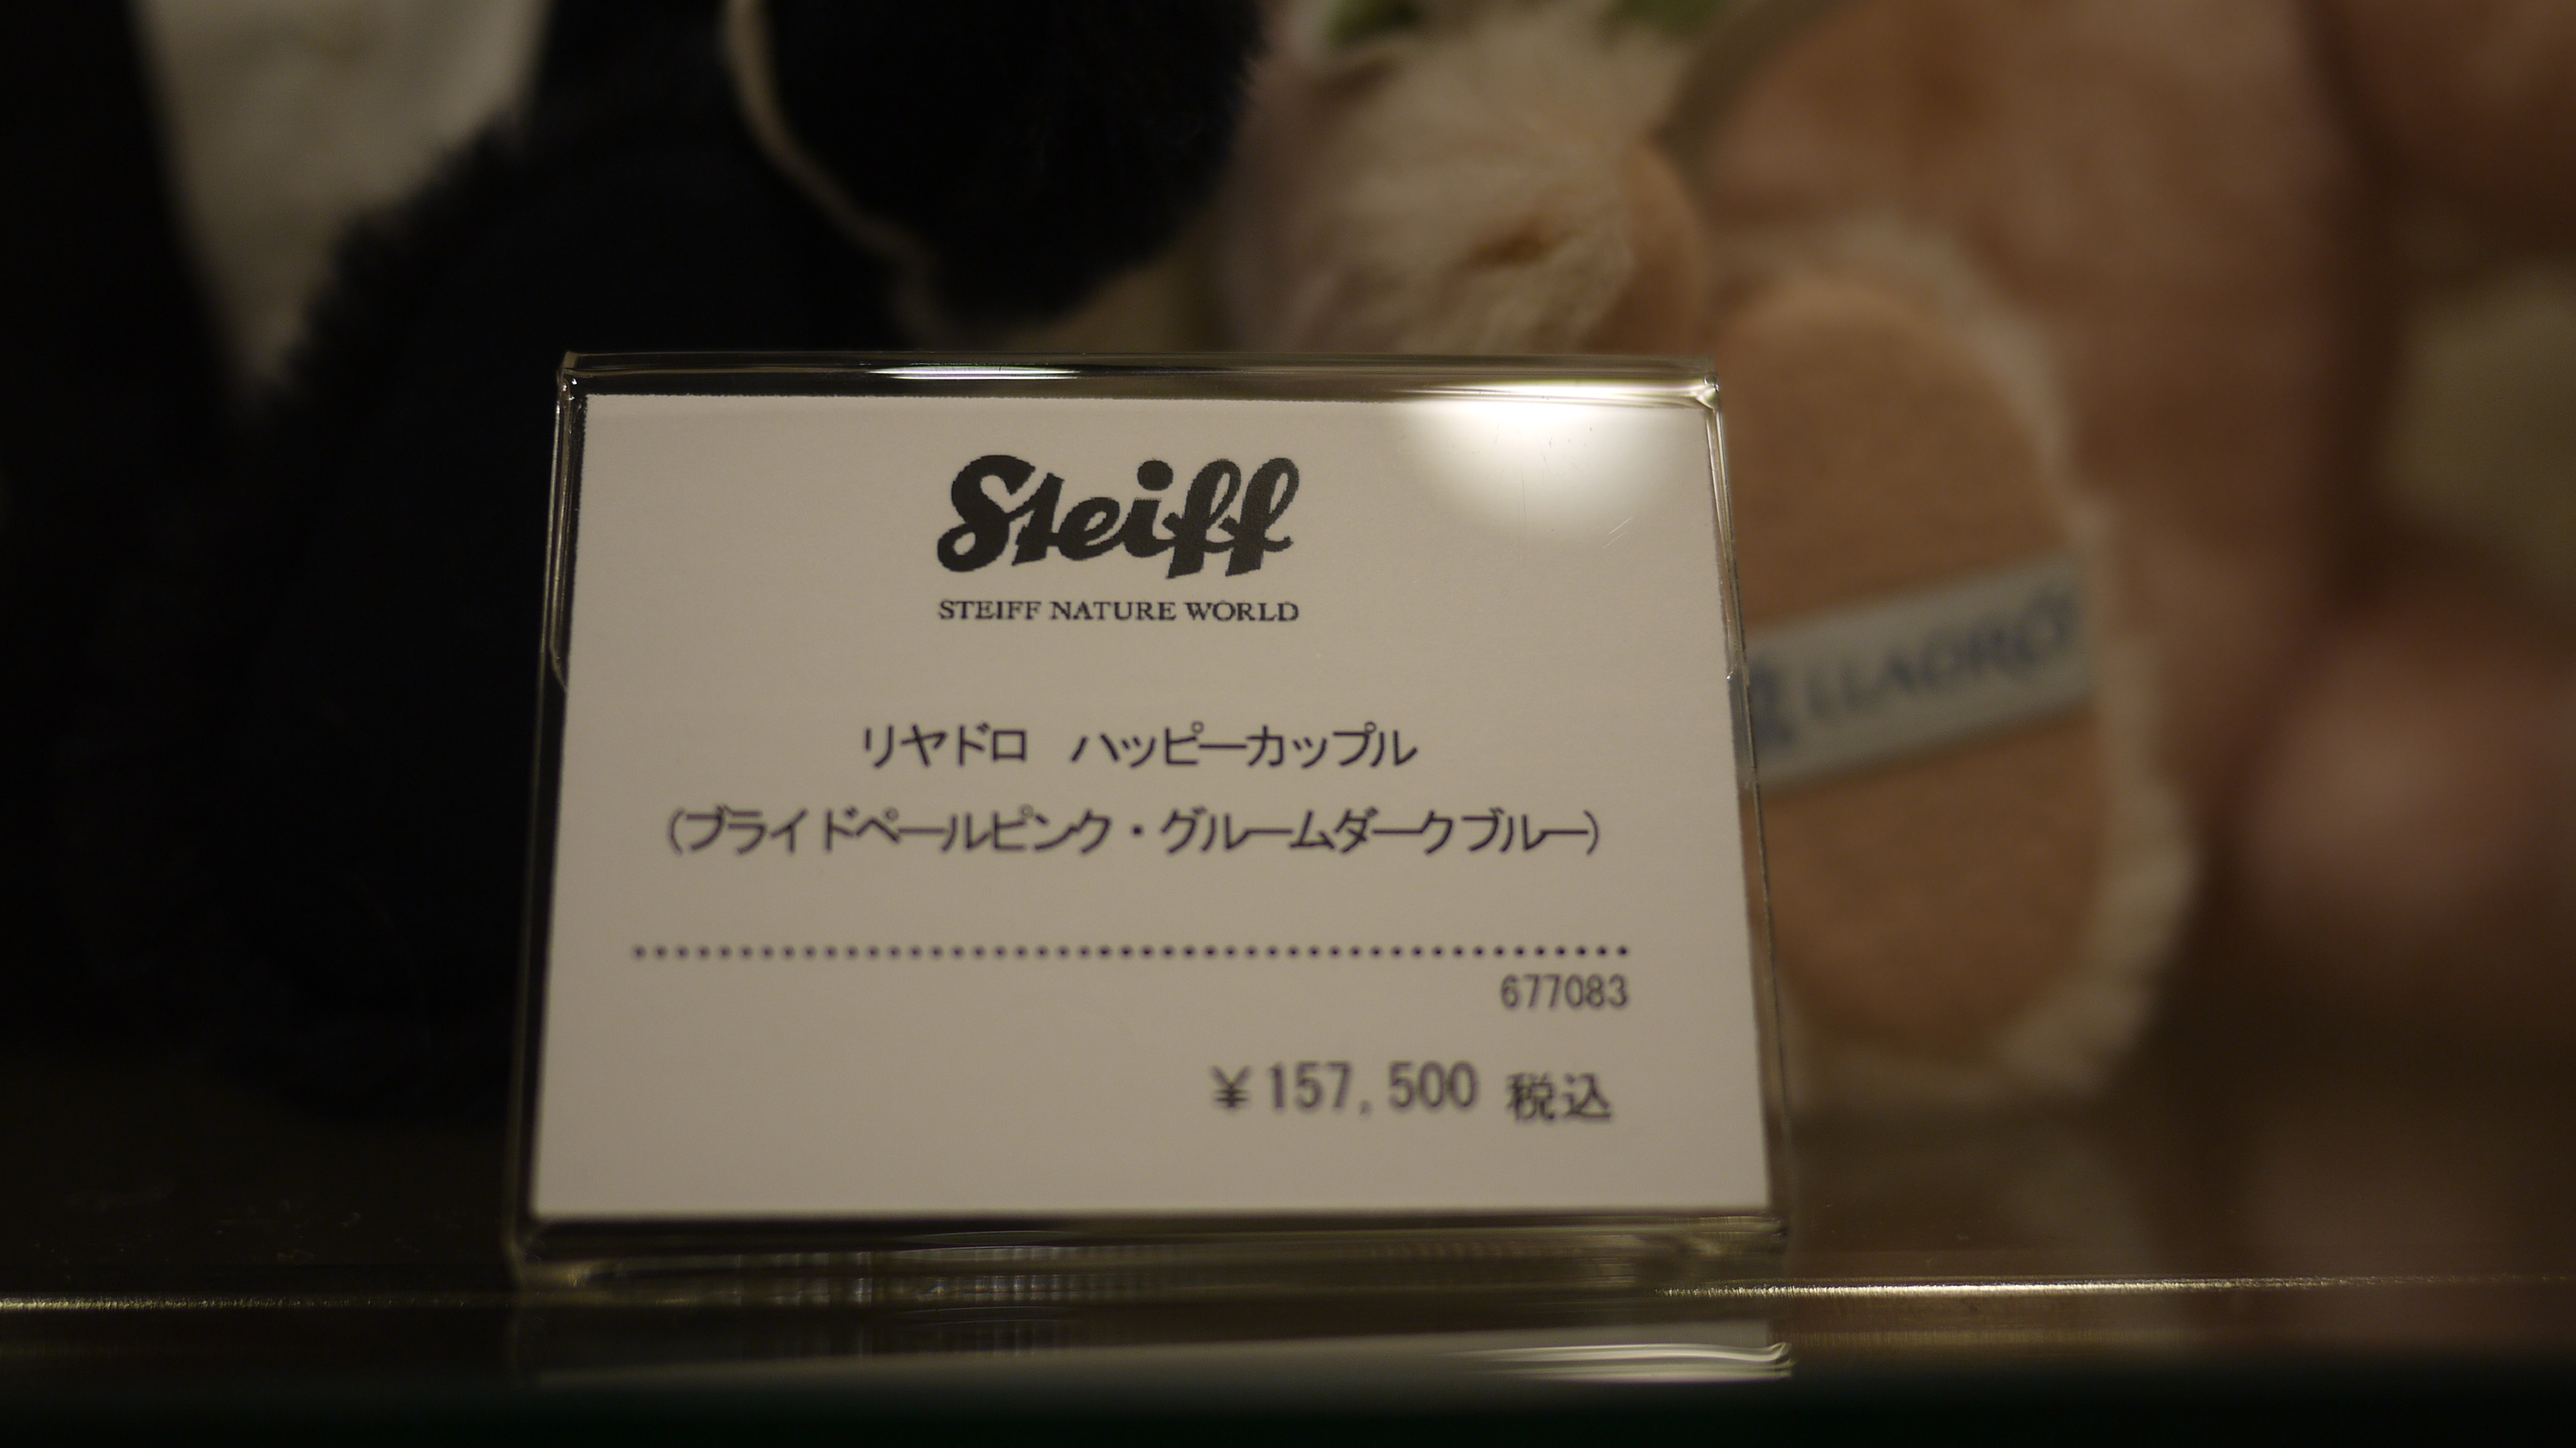 Steiff
STEIFF NATURE WORLD
リヤドロ　ハッピーカップル
(ブライドペールピンク・グルームダークブルー)
677083
¥157,500 税込
LLADRÓ